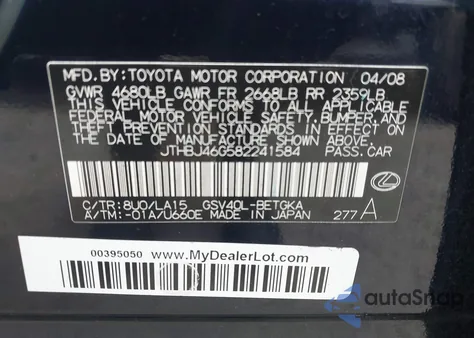 MFD. BY: TOYOTA MOTOR CORPORATION 04/08
GVWR 4680LB GAWR FR 2668LB RR 2359LB
THIS VEHICLE CONFORMS TO ALL APPLICABLE
FEDERAL MOTOR VEHICLE SAFETY, BUMPER, AND
THEFT PREVENTION STANDARDS IN EFFECT ON
THE DATE OF MANUFACTURE SHOWN ABOVE.
JTHBJ46G582241584 PASS.CAR
C/TR:8U0/LA15 GSV40L-BETGKA
A/TM:-01A/U660E MADE IN JAPAN 277 A
00395050 www.MyDealerLot.com
autoSnap